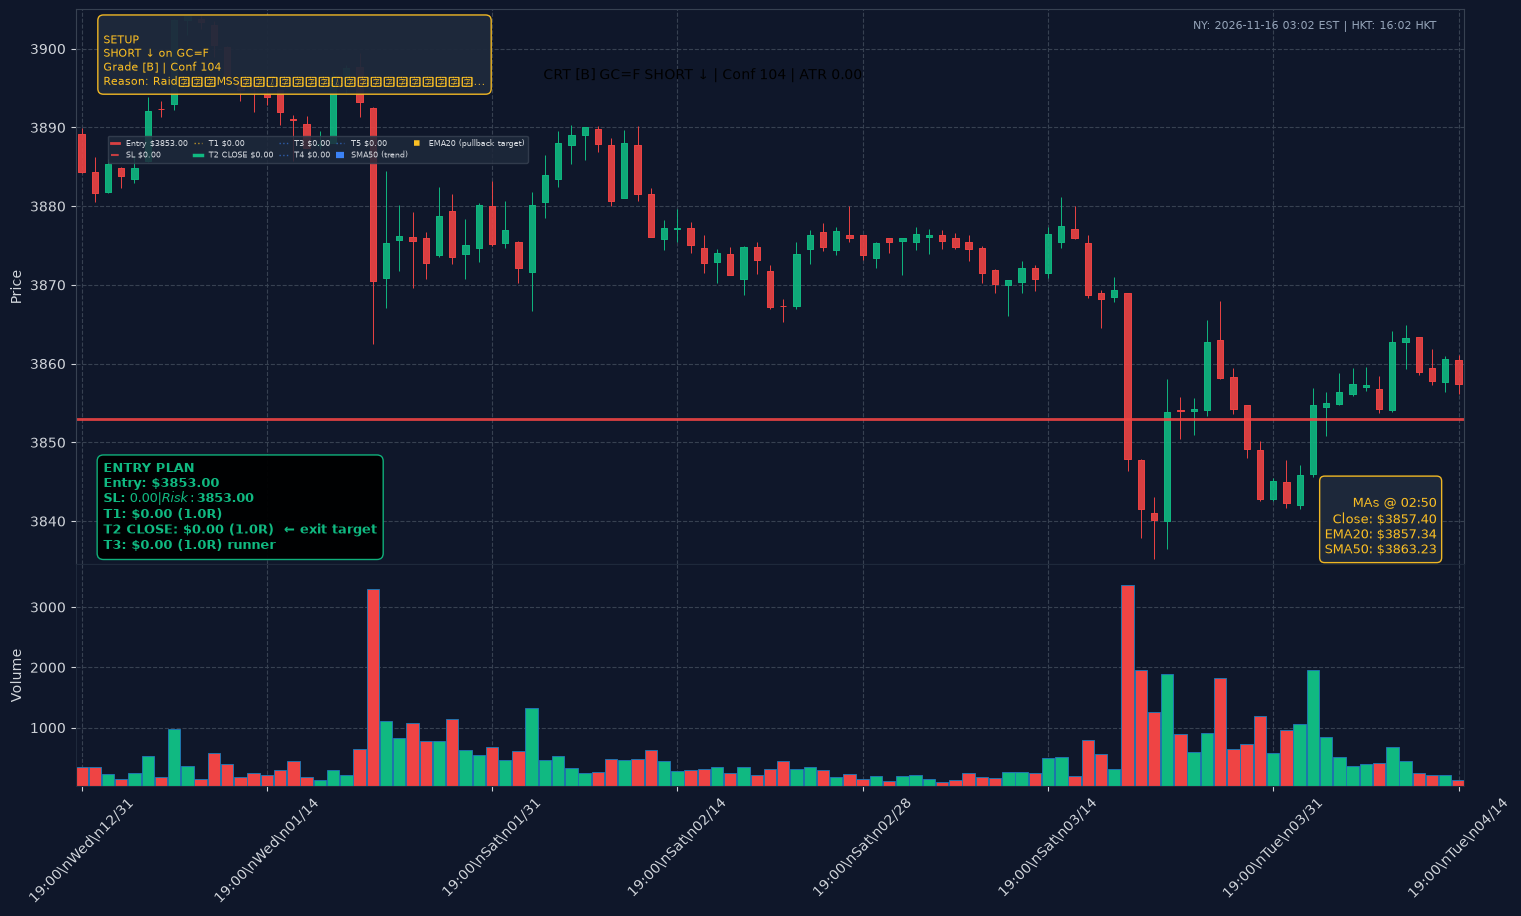 NY: 2026-11-16 03:02 EST | HKT: 16:02 HKT
SETUP
SHORT ↓ on GC=F
Grade [B] | Conf 104
Reason: Raid MSS ...
CRT [B] GC=F SHORT ↓ | Conf 104 | ATR 0.00
Entry $3853.00
SL $0.00
T1 $0.00
T2 CLOSE $0.00
T3 $0.00
T4 $0.00
T5 $0.00
SMA50 (trend)
EMA20 (pullback target)
Price
3900
3890
3880
3870
3860
3850
3840
ENTRY PLAN
Entry: $3853.00
SL: 0.00|Risk:3853.00
T1: $0.00 (1.0R)
T2 CLOSE: $0.00 (1.0R) ← exit target
T3: $0.00 (1.0R) runner
MAs @ 02:50
Close: $3857.40
EMA20: $3857.34
SMA50: $3863.23
Volume
3000
2000
1000
19:00\nWed\n12/31
19:00\nWed\n01/14
19:00\nSat\n01/31
19:00\nSat\n02/14
19:00\nSat\n02/28
19:00\nSat\n03/14
19:00\nTue\n03/31
19:00\nTue\n04/14